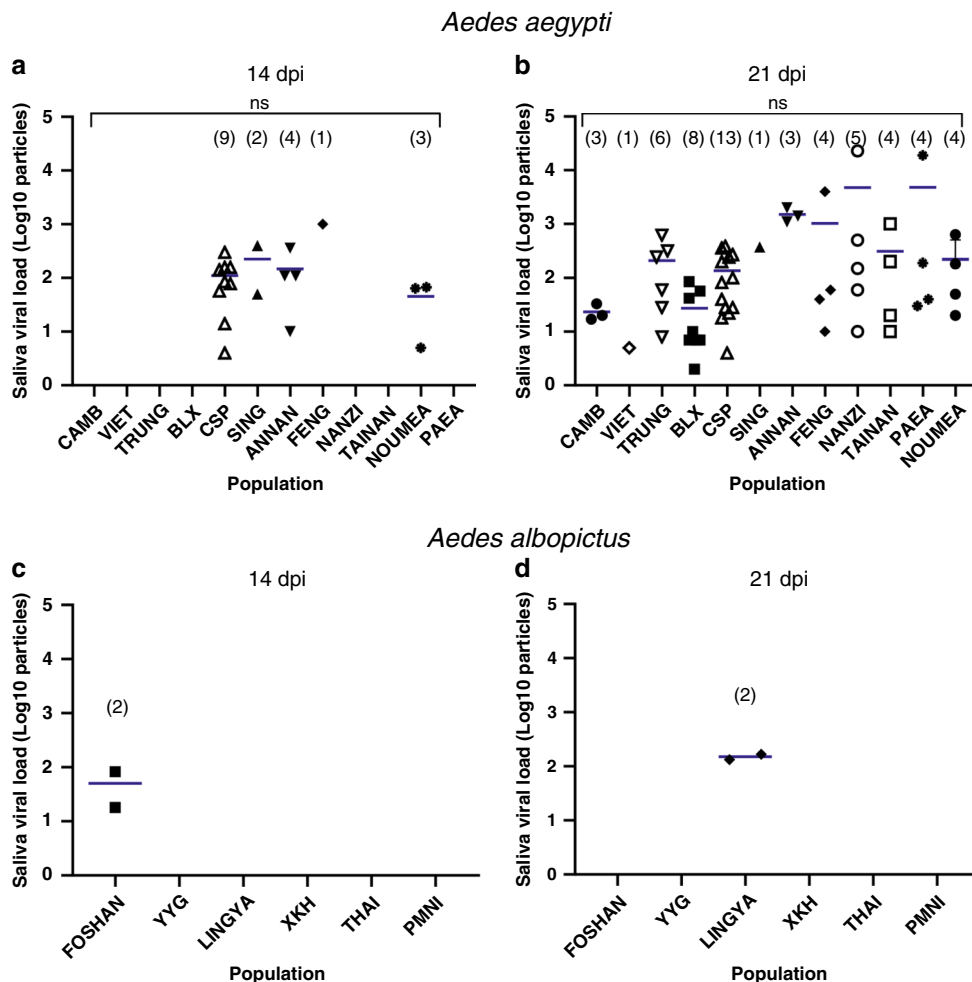 Aedes aegypti
a
14 dpi
ns
(9) (2) (4) (1) (3)
Saliva viral load (Log10 particles)
5
4
3
2
1
0
CAMB VIET TRUNG BLX CSP SING ANNAN FENG NANZI TAINAN NOUMEA PAEA
Population
b
21 dpi
ns
(3) (1) (6) (8) (13) (1) (3) (4) (5) (4) (4) (4)
Saliva viral load (Log10 particles)
5
4
3
2
1
0
CAMB VIET TRUNG BLX CSP SING ANNAN FENG NANZI TAINAN PAEA NOUMEA
Population
Aedes albopictus
c
14 dpi
(2)
Saliva viral load (Log10 particles)
5
4
3
2
1
0
FOSHAN YYG LINGYA XKH THAI PMNI
Population
d
21 dpi
(2)
Saliva viral load (Log10 particles)
5
4
3
2
1
0
FOSHAN YYG LINGYA XKH THAI PMNI
Population